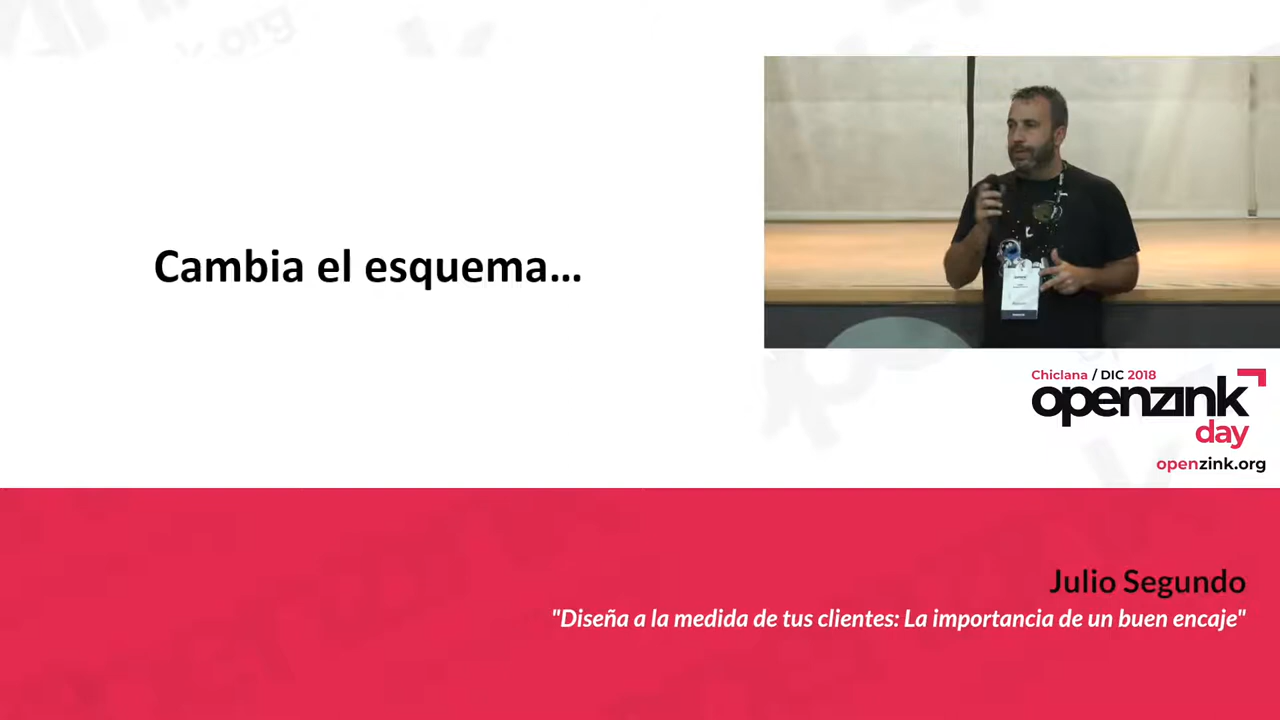 Cambia el esquema...
Chiclana / DIC 2018
openzink
day
openzink.org
Julio Segundo
"Diseña a la medida de tus clientes: La importancia de un buen encaje"